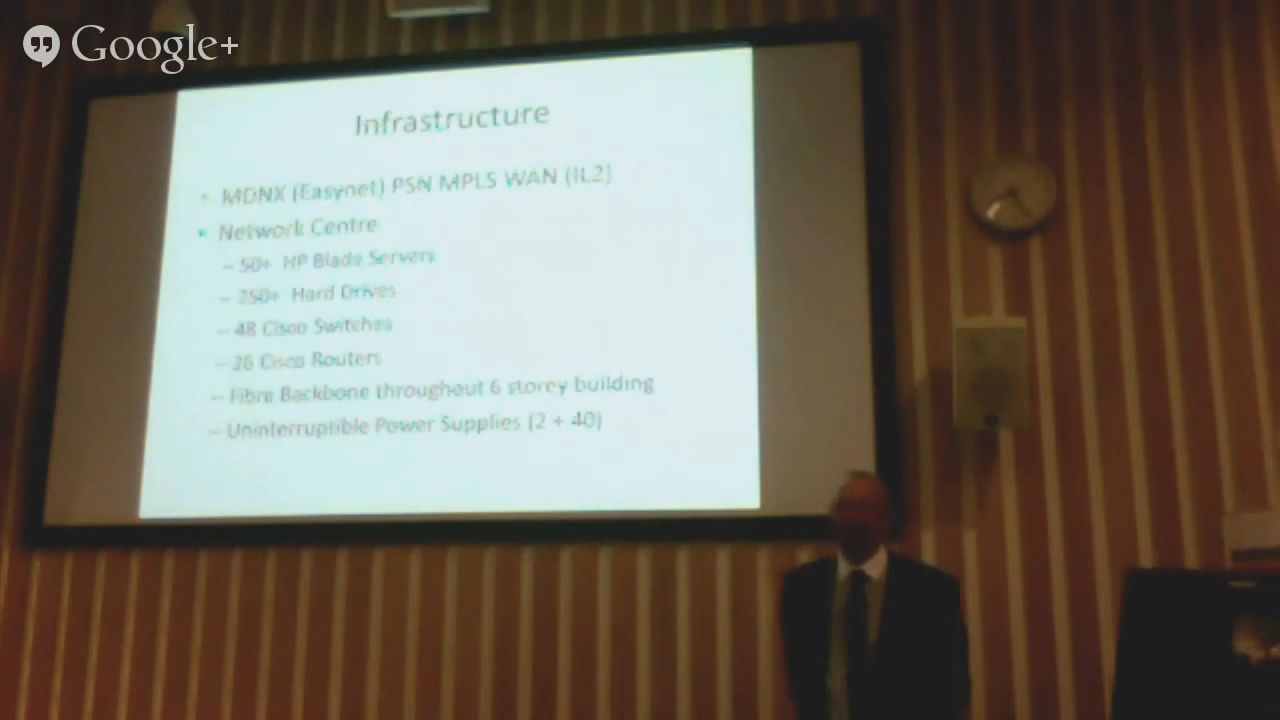 Google+
Infrastructure
• MDNX (Easynet) PSN MPLS WAN (IL2)
• Network Centre
– 50+ HP Blade Servers
– 250+ Hard Drives
– 48 Cisco Switches
– 26 Cisco Routers
– Fibre Backbone throughout 6 storey building
– Uninterruptible Power Supplies (2 + 40)